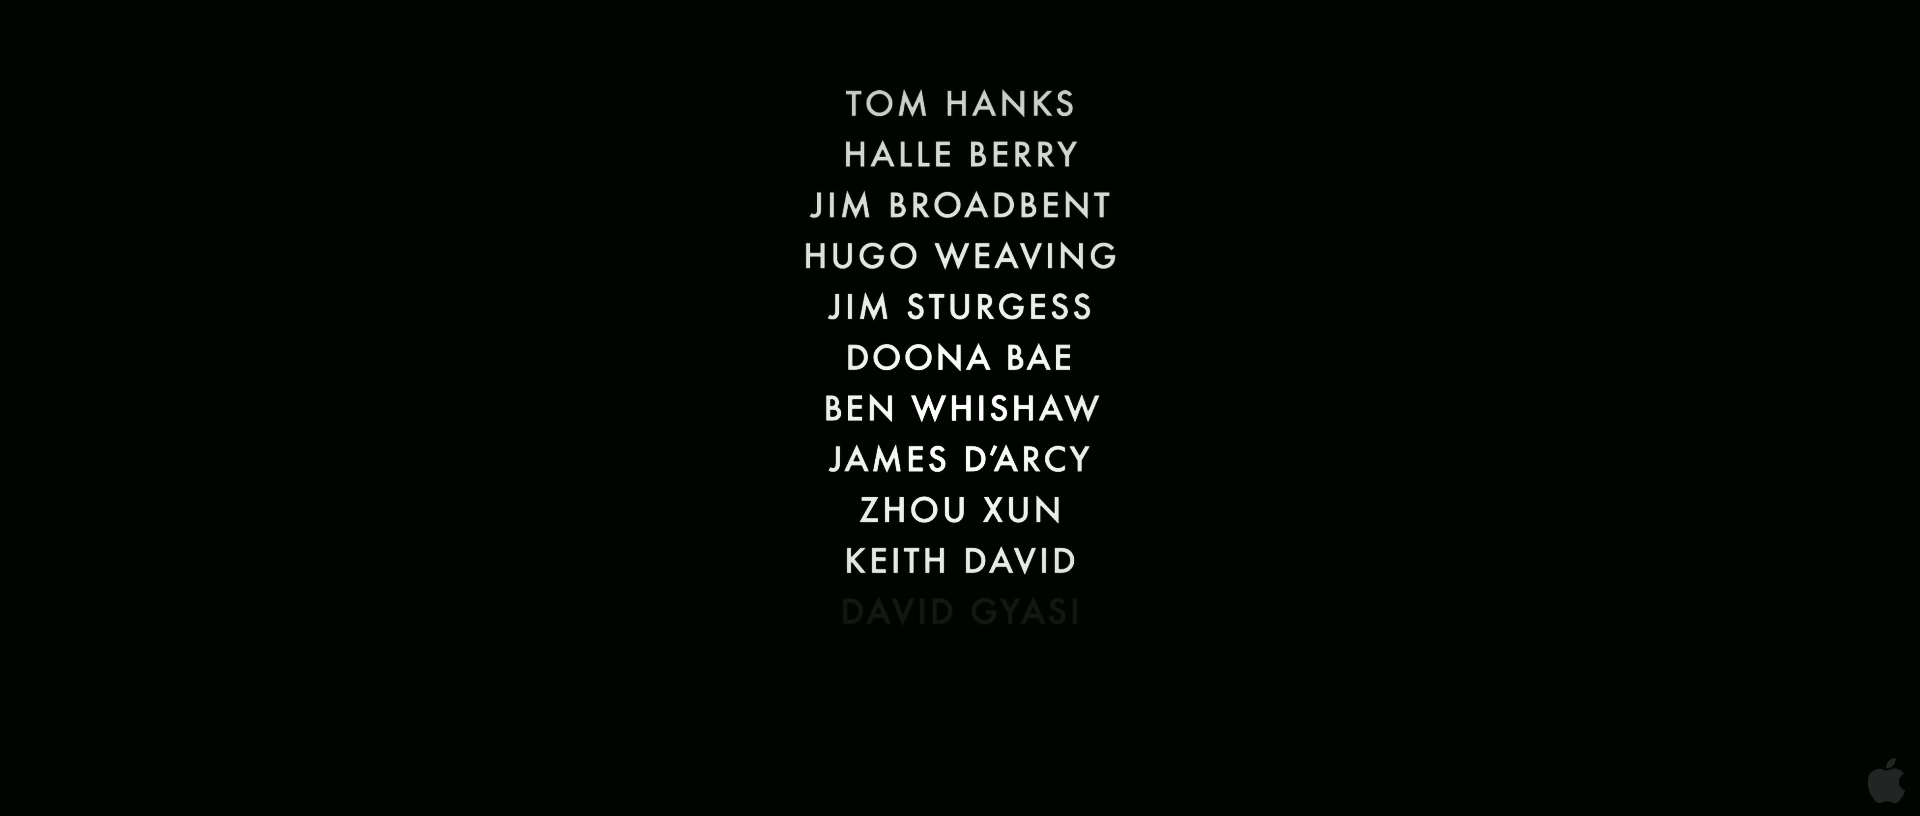 TOM HANKS
HALLE BERRY
JIM BROADBENT
HUGO WEAVING
JIM STURGESS
DOONA BAE
BEN WHISHAW
JAMES D’ARCY
ZHOU XUN
KEITH DAVID
DAVID GYASI